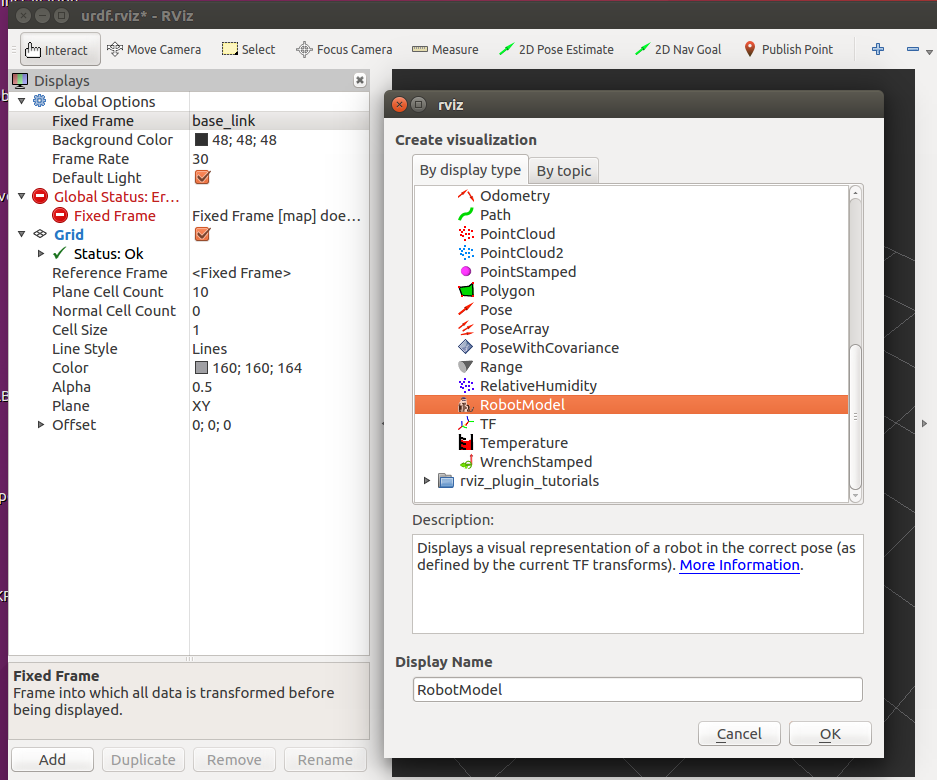 urdf.rviz* - RViz
Interact Move Camera Select Focus Camera Measure 2D Pose Estimate 2D Nav Goal Publish Point
Displays
Global Options
Fixed Frame base_link
Background Color 48; 48; 48
Frame Rate 30
Default Light
Global Status: Er...
Fixed Frame Fixed Frame [map] doe...
Grid
Status: Ok
Reference Frame <Fixed Frame>
Plane Cell Count 10
Normal Cell Count 0
Cell Size 1
Line Style Lines
Color 160; 160; 164
Alpha 0.5
Plane XY
Offset 0; 0; 0
Fixed Frame
Frame into which all data is transformed before
being displayed.
Add Duplicate Remove Rename
rviz
Create visualization
By display type By topic
Odometry
Path
PointCloud
PointCloud2
PointStamped
Polygon
Pose
PoseArray
PoseWithCovariance
Range
RelativeHumidity
RobotModel
TF
Temperature
WrenchStamped
rviz_plugin_tutorials
Description:
Displays a visual representation of a robot in the correct pose (as
defined by the current TF transforms). More Information.
Display Name
RobotModel
Cancel OK